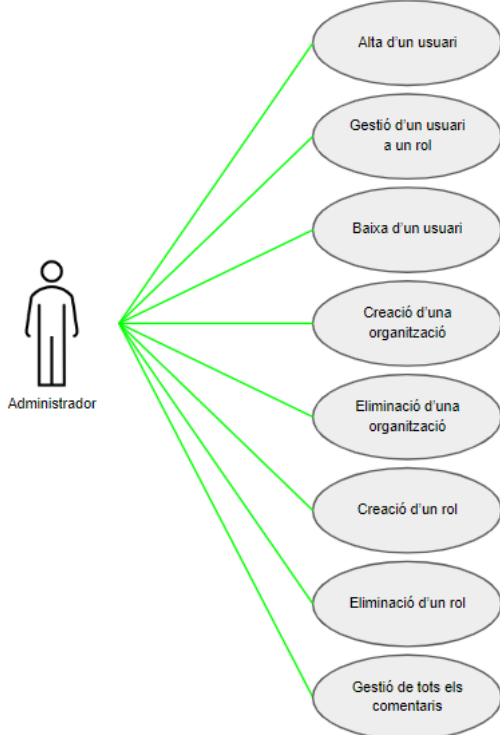 Alta d'un usuari
Gestió d'un usuari
a un rol
Baixa d'un usuari
Creació d'una
organització
Administrador
Eliminació d'una
organització
Creació d'un rol
Eliminació d'un rol
Gestió de tots els
comentaris